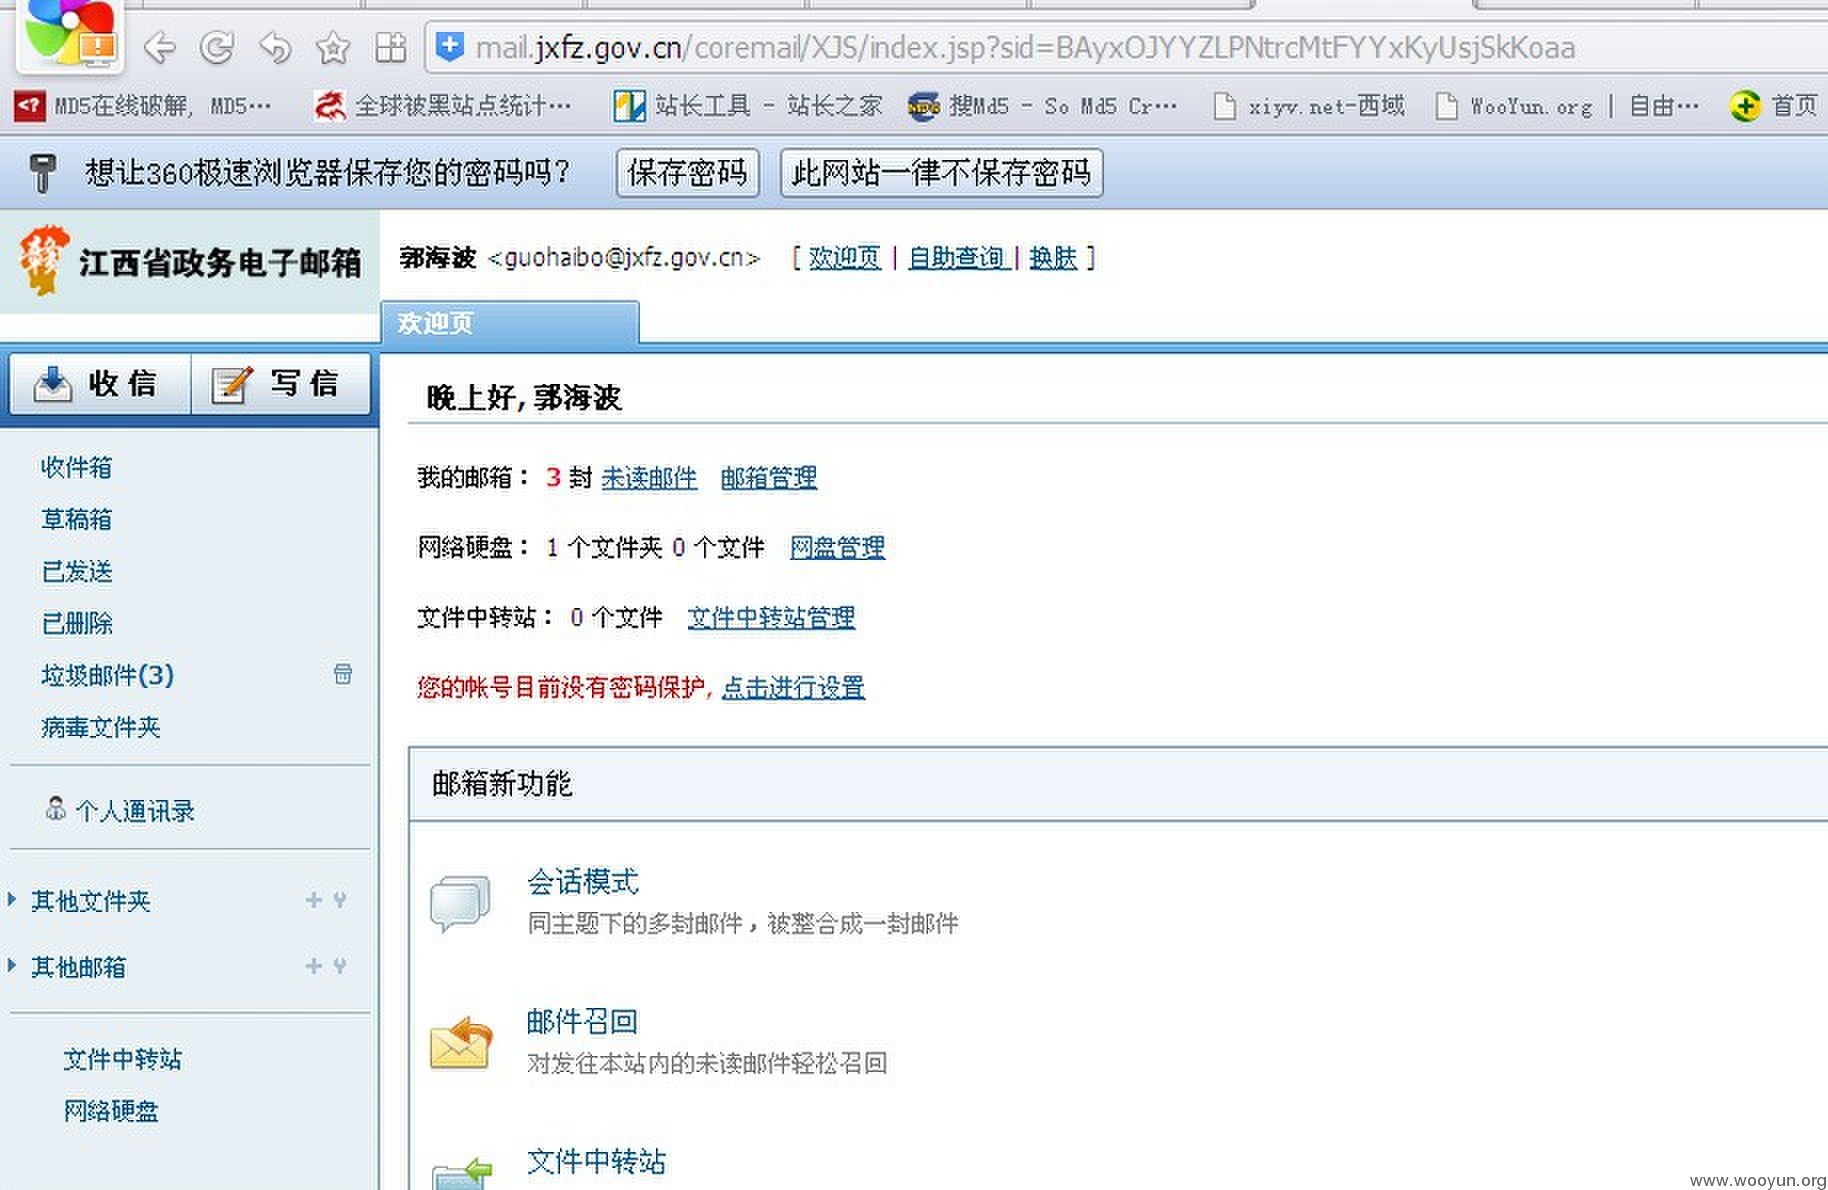 mail.jxfz.gov.cn/coremail/XJS/index.jsp?sid=BAyxOJYYZLPNtrcMtFYYxKyUsjSkKoaa
MD5在线破解, MD5… 全球被黑站点统计… 站长工具 - 站长之家 搜Md5 - So Md5 Cr… xiyv.net-西域 WooYun.org | 自由… 首页
想让360极速浏览器保存您的密码吗? 保存密码 此网站一律不保存密码
赣 江西省政务电子邮箱
郭海波 <guohaibo@jxfz.gov.cn> [ 欢迎页 | 自助查询 | 换肤 ]
欢迎页
收信 写信
晚上好, 郭海波
收件箱
草稿箱
已发送
已删除
垃圾邮件(3)
病毒文件夹
个人通讯录
其他文件夹
其他邮箱
文件中转站
网络硬盘
我的邮箱： 3 封 未读邮件 邮箱管理
网络硬盘： 1 个文件夹 0 个文件 网盘管理
文件中转站： 0 个文件 文件中转站管理
您的帐号目前没有密码保护, 点击进行设置
邮箱新功能
会话模式
同主题下的多封邮件，被整合成一封邮件
邮件召回
对发往本站内的未读邮件轻松召回
文件中转站
www.wooyun.org